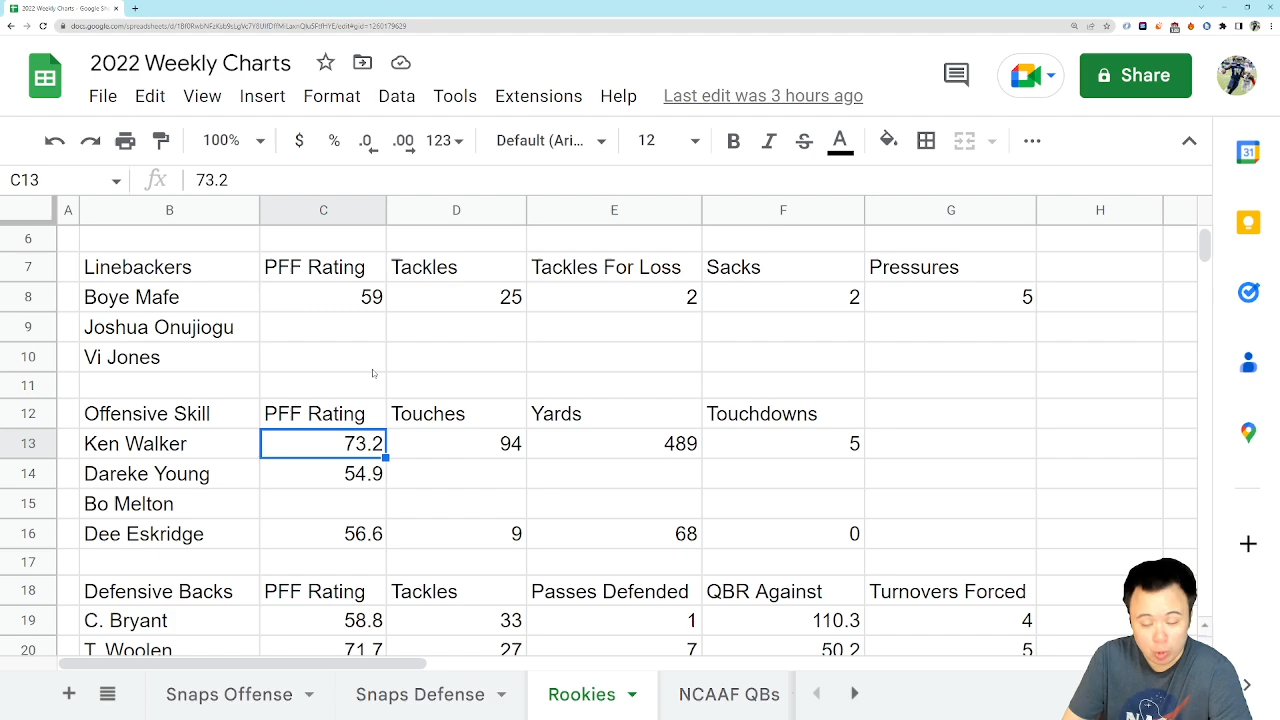 2022 Weekly Charts
2022 Weekly Charts
File Edit View Insert Format Data Tools Extensions Help Last edit was 3 hours ago
Share
100% $ % .0 .00 123 Default (Ari... 12 B I S A
C13 fx 73.2
A B C D E F G H
6
7 Linebackers PFF Rating Tackles Tackles For Loss Sacks Pressures
8 Boye Mafe 59 25 2 2 5
9 Joshua Onujiogu
10 Vi Jones
11
12 Offensive Skill PFF Rating Touches Yards Touchdowns
13 Ken Walker 73.2 94 489 5
14 Dareke Young 54.9
15 Bo Melton
16 Dee Eskridge 56.6 9 68 0
17
18 Defensive Backs PFF Rating Tackles Passes Defended QBR Against Turnovers Forced
19 C. Bryant 58.8 33 1 110.3 4
20 T. Woolen 71.7 27 7 50.2 5
Snaps Offense Snaps Defense Rookies NCAAF QBs
31